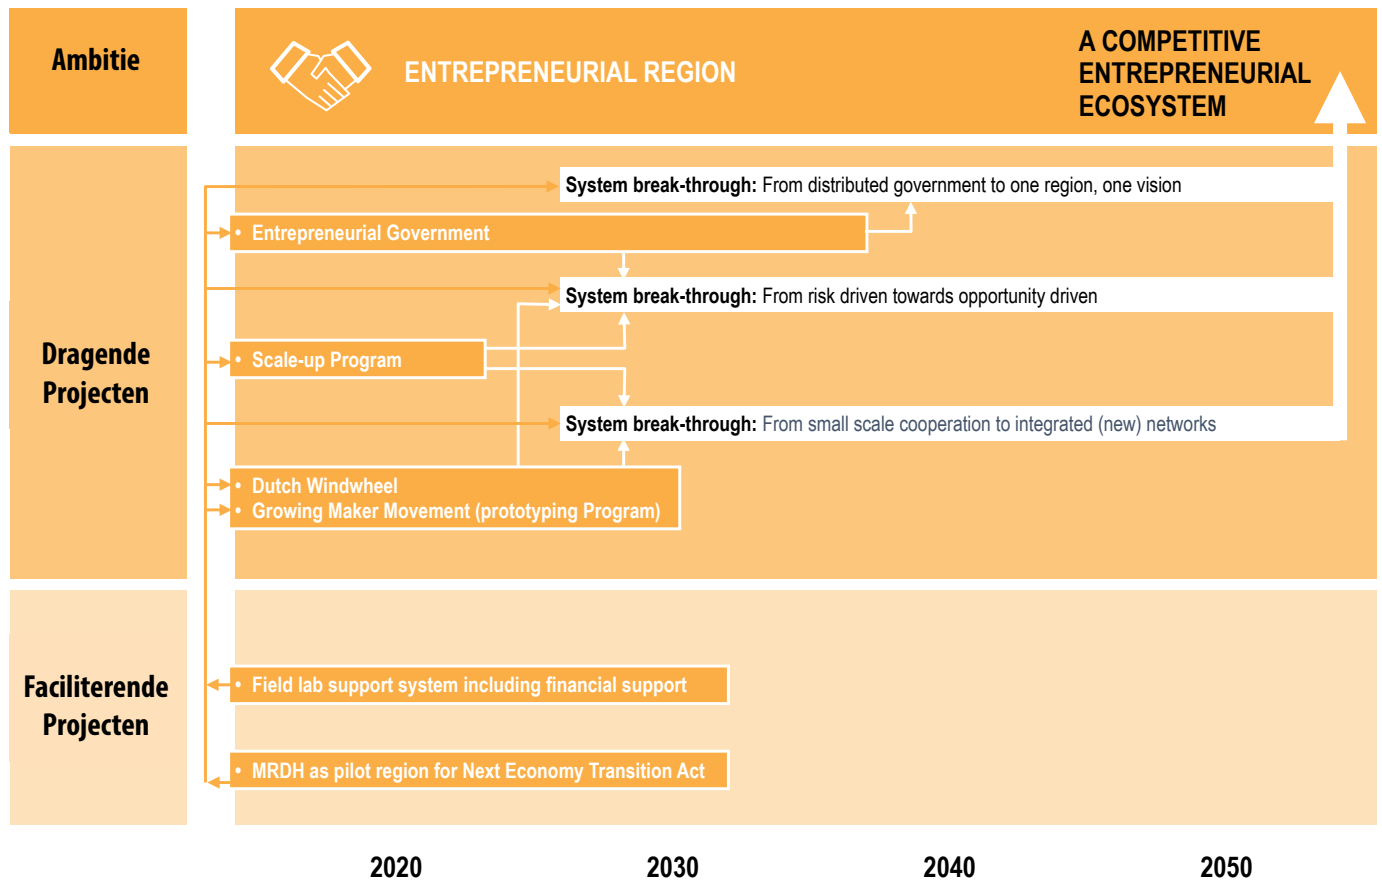 Ambitie
ENTREPRENEURIAL REGION
A COMPETITIVE
ENTREPRENEURIAL
ECOSYSTEM
Dragende
Projecten
System break-through: From distributed government to one region, one vision
• Entrepreneurial Government
System break-through: From risk driven towards opportunity driven
• Scale-up Program
System break-through: From small scale cooperation to integrated (new) networks
• Dutch Windwheel
• Growing Maker Movement (prototyping Program)
Faciliterende
Projecten
• Field lab support system including financial support
• MRDH as pilot region for Next Economy Transition Act
2020 2030 2040 2050